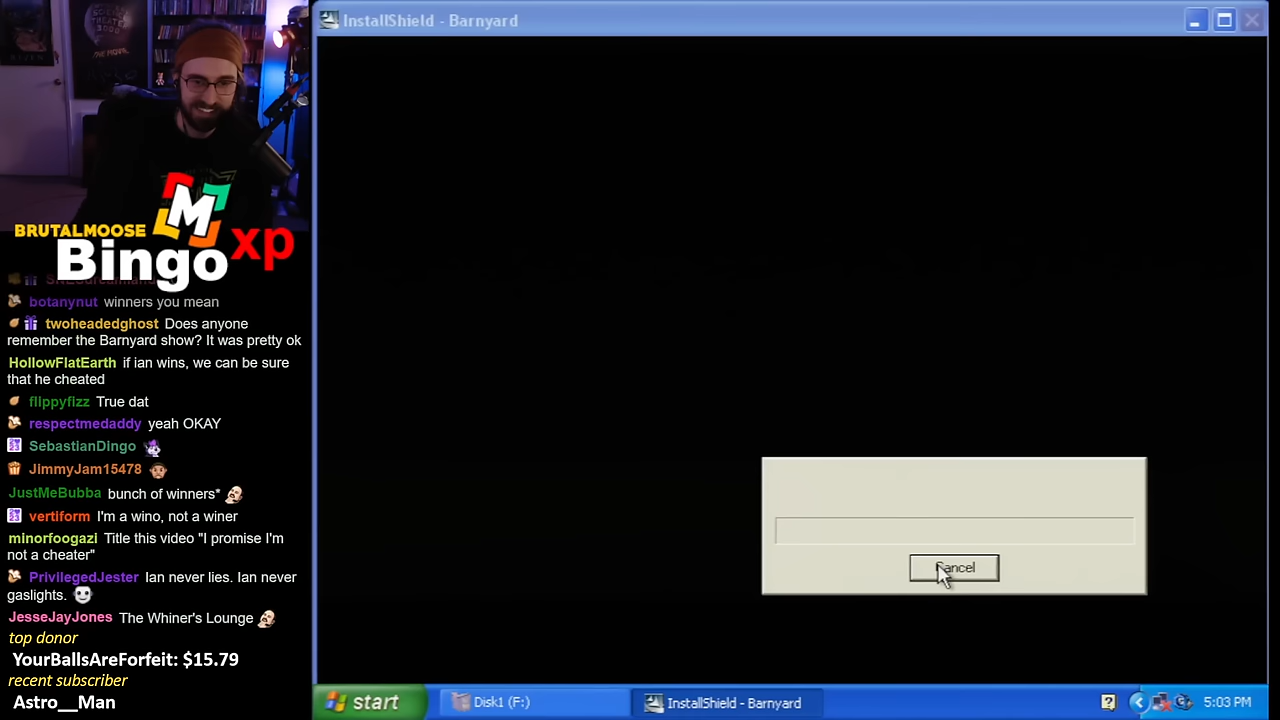 InstallShield - Barnyard
BRUTALMOOSE
M
Bingo xp
botanynut winners you mean
twoheadedghost Does anyone
remember the Barnyard show? It was pretty ok
HollowFlatEarth if ian wins, we can be sure
that he cheated
flippyfizz True dat
respectmedaddy yeah OKAY
SebastianDingo
JimmyJam15478
JustMeBubba bunch of winners*
vertiform I'm a wino, not a winer
minorfoogazi Title this video "I promise I'm
not a cheater"
PrivilegedJester Ian never lies. Ian never
gaslights.
JesseJayJones The Whiner's Lounge
top donor
YourBallsAreForfeit: $15.79
recent subscriber
Astro__Man
Cancel
start
Disk1 (F:)
InstallShield - Barnyard
5:03 PM